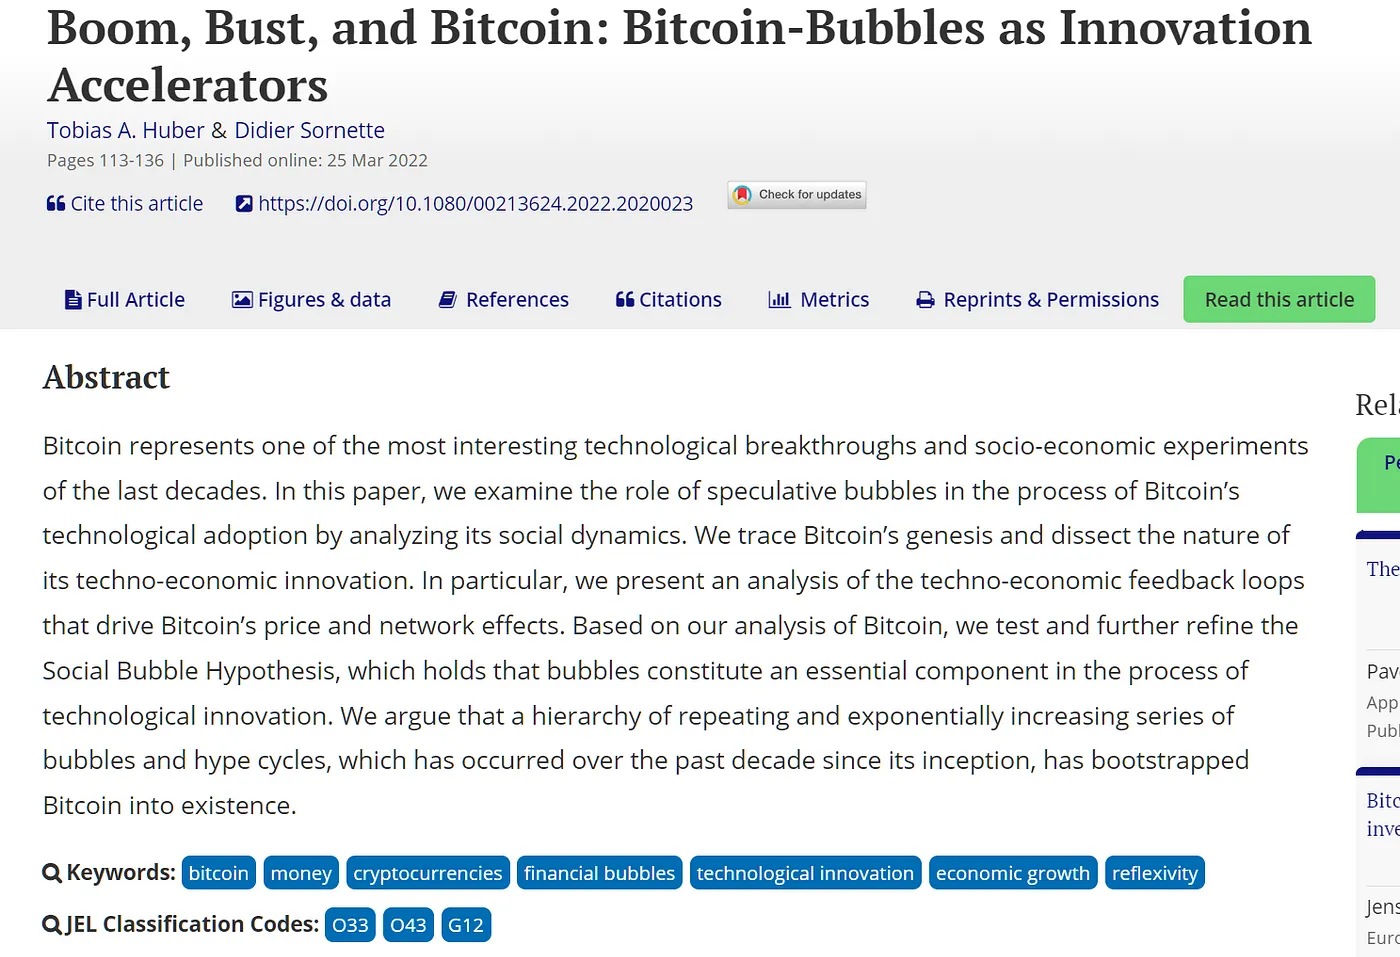 Boom, Bust, and Bitcoin: Bitcoin-Bubbles as Innovation
Accelerators
Tobias A. Huber & Didier Sornette
Pages 113-136 | Published online: 25 Mar 2022
Cite this article https://doi.org/10.1080/00213624.2022.2020023 Check for updates
Full Article Figures & data References Citations Metrics Reprints & Permissions Read this article
Abstract
Rel
Bitcoin represents one of the most interesting technological breakthroughs and socio-economic experiments
of the last decades. In this paper, we examine the role of speculative bubbles in the process of Bitcoin’s
technological adoption by analyzing its social dynamics. We trace Bitcoin’s genesis and dissect the nature of
its techno-economic innovation. In particular, we present an analysis of the techno-economic feedback loops
that drive Bitcoin’s price and network effects. Based on our analysis of Bitcoin, we test and further refine the
Social Bubble Hypothesis, which holds that bubbles constitute an essential component in the process of
technological innovation. We argue that a hierarchy of repeating and exponentially increasing series of
bubbles and hype cycles, which has occurred over the past decade since its inception, has bootstrapped
Bitcoin into existence.
Keywords: bitcoin money cryptocurrencies financial bubbles technological innovation economic growth reflexivity
JEL Classification Codes: O33 O43 G12
Pe
The
Pav
App
Publ
Bitc
inve
Jens
Euro